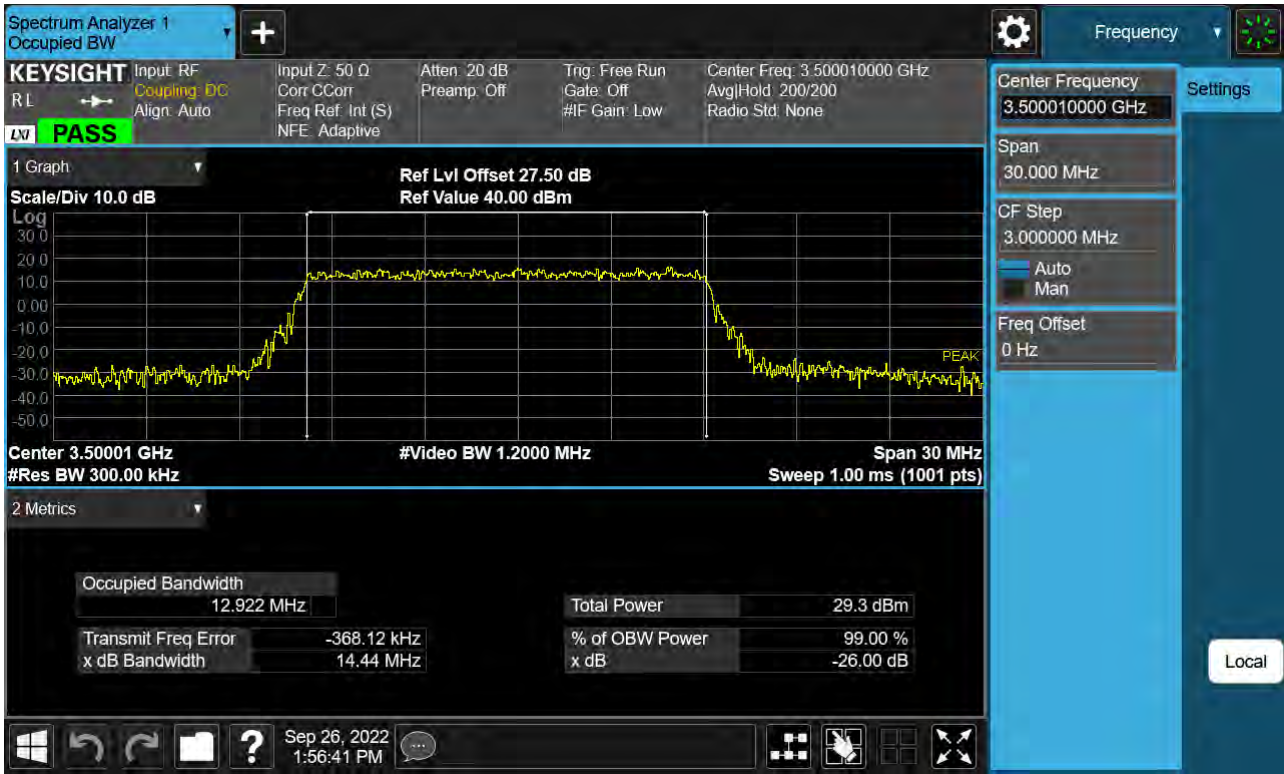 Spectrum Analyzer 1
Occupied BW
+
Frequency
KEYSIGHT
RL
LXI PASS
Input: RF
Coupling: DC
Align: Auto
Input Z: 50 Ω
Corr CCorr
Freq Ref: Int (S)
NFE: Adaptive
Atten: 20 dB
Preamp: Off
Trig: Free Run
Gate: Off
#IF Gain: Low
Center Freq: 3.500010000 GHz
Avg|Hold: 200/200
Radio Std: None
Center Frequency
3.500010000 GHz
Settings
Span
30.000 MHz
CF Step
3.000000 MHz
Auto
Man
Freq Offset
0 Hz
Local
1 Graph
Ref Lvl Offset 27.50 dB
Scale/Div 10.0 dB
Ref Value 40.00 dBm
Log
30.0
20.0
10.0
0.00
-10.0
-20.0
-30.0
-40.0
-50.0
PEAK
Center 3.50001 GHz
#Video BW 1.2000 MHz
Span 30 MHz
#Res BW 300.00 kHz
Sweep 1.00 ms (1001 pts)
2 Metrics
Occupied Bandwidth
12.922 MHz
Total Power 29.3 dBm
Transmit Freq Error -368.12 kHz
% of OBW Power 99.00 %
x dB Bandwidth 14.44 MHz
x dB -26.00 dB
?
Sep 26, 2022
1:56:41 PM